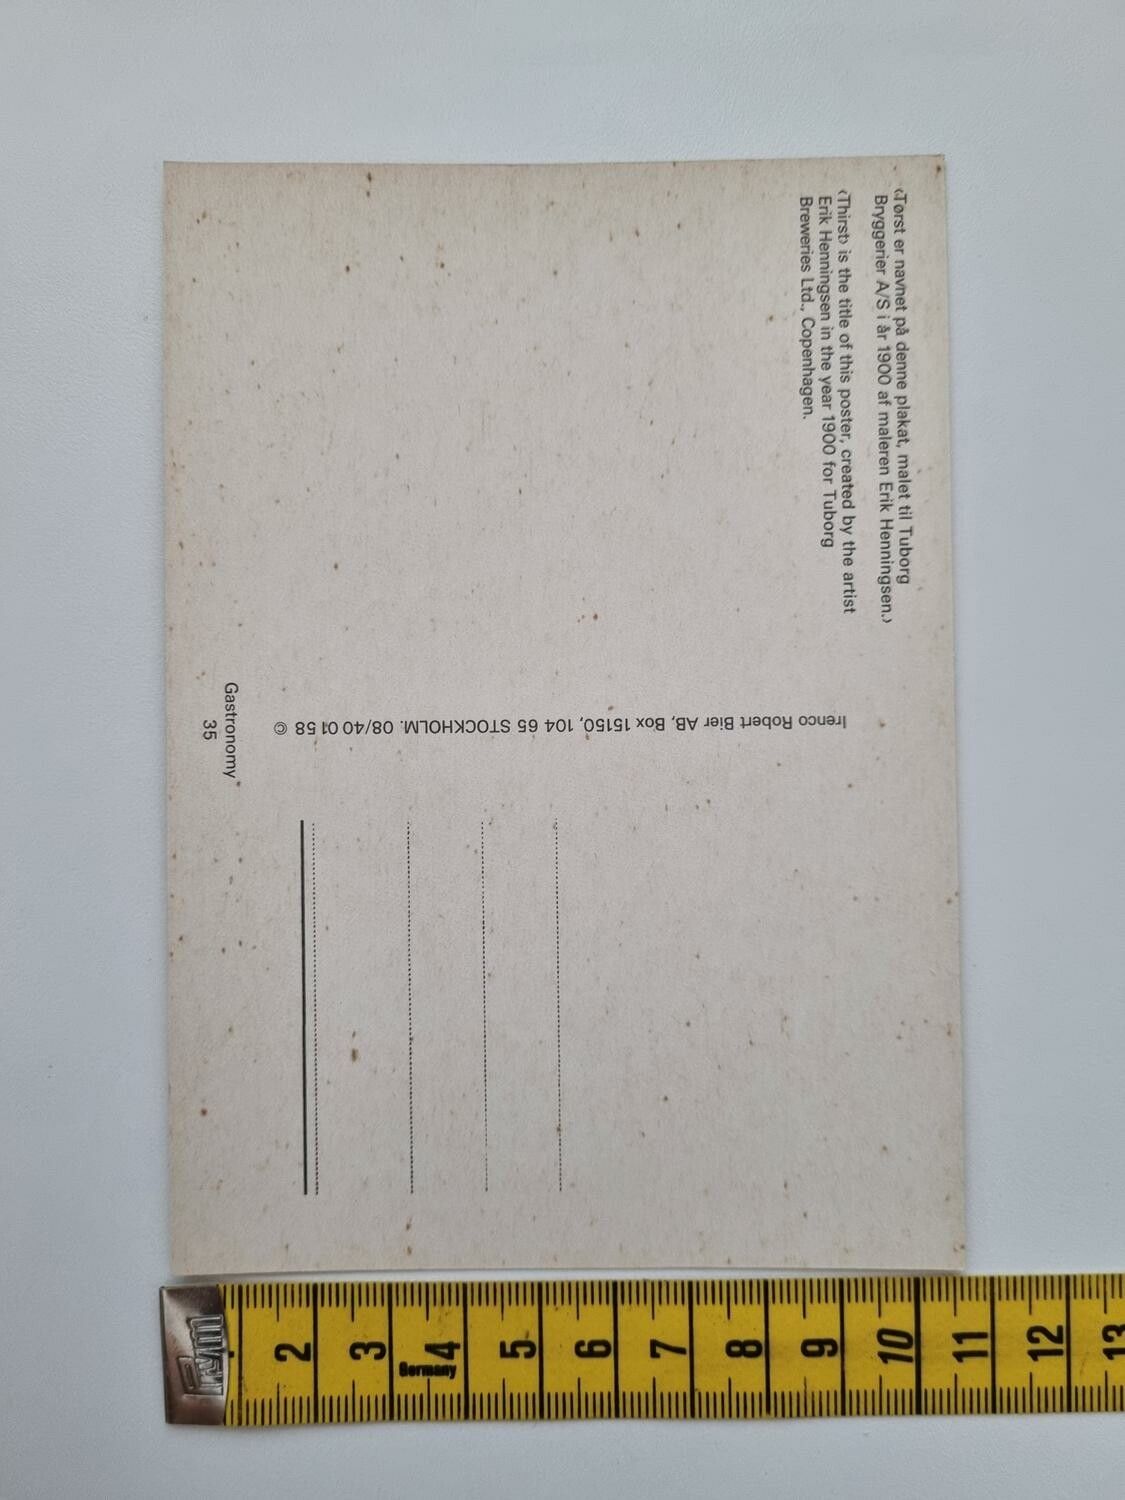 ‹Tørst er navnet på denne plakat, malet til Tuborg
Bryggerier A/S i år 1900 af maleren Erik Henningsen.›
‹Thirst› is the title of this poster, created by the artist
Erik Henningsen in the year 1900 for Tuborg
Breweries Ltd., Copenhagen.
Irenco Robert Bier AB, Box 15150, 104 65 STOCKHOLM. 08/40 01 58 ©
Gastronomy
35
Prym
2 3 4 5 6 7 8 9 10 11 12 13
Germany